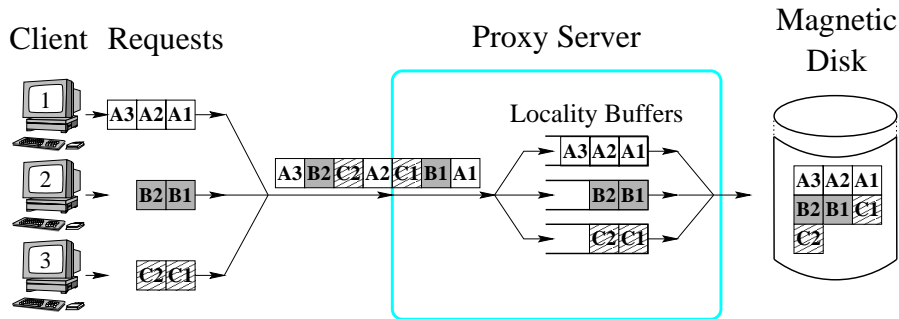 Client Requests
Proxy Server
Magnetic
Disk
1
A3 A2 A1
2
B2 B1
3
C2 C1
A3 B2 C2 A2 C1 B1 A1
Locality Buffers
A3 A2 A1
B2 B1
C2 C1
A3 A2 A1
B2 B1 C1
C2